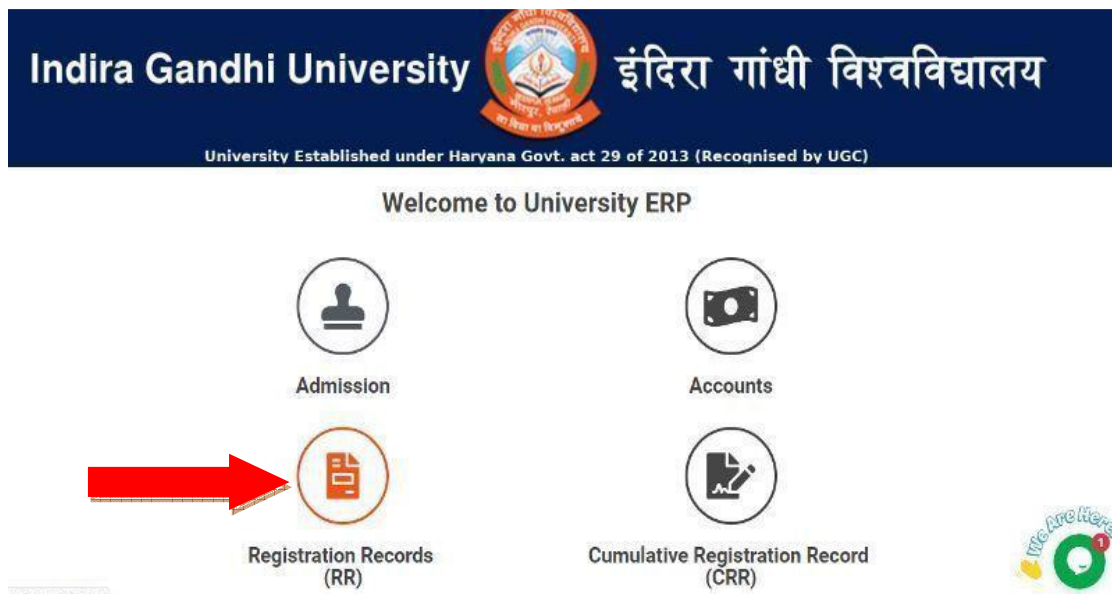 Indira Gandhi University इंदिरा गांधी विश्वविद्यालय
University Established under Haryana Govt. act 29 of 2013 (Recognised by UGC)
Welcome to University ERP
Admission
Accounts
Registration Records
(RR)
Cumulative Registration Record
(CRR)
We Are Here
1